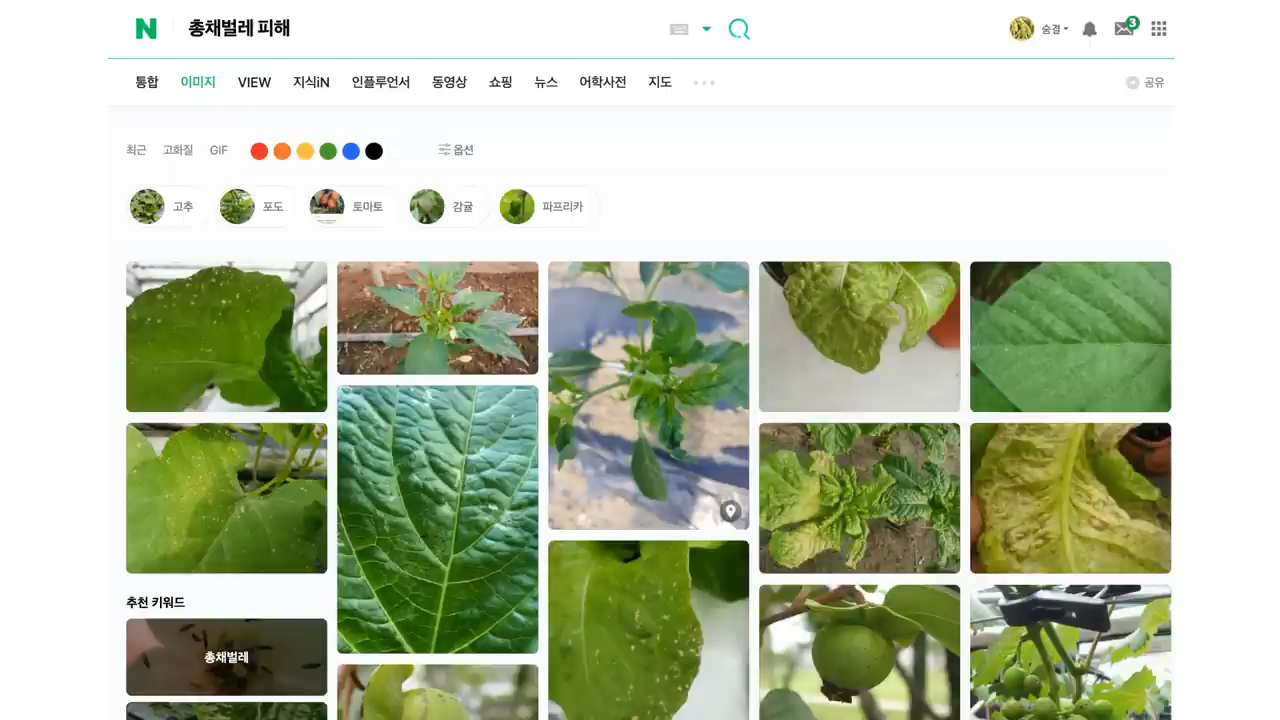 N 총채벌레 피해
숭결
3
통합 이미지 VIEW 지식iN 인플루언서 동영상 쇼핑 뉴스 어학사전 지도
공유
최근 고화질 GIF 옵션
고추 포도 토마토 감귤 파프리카
추천 키워드
총채벌레